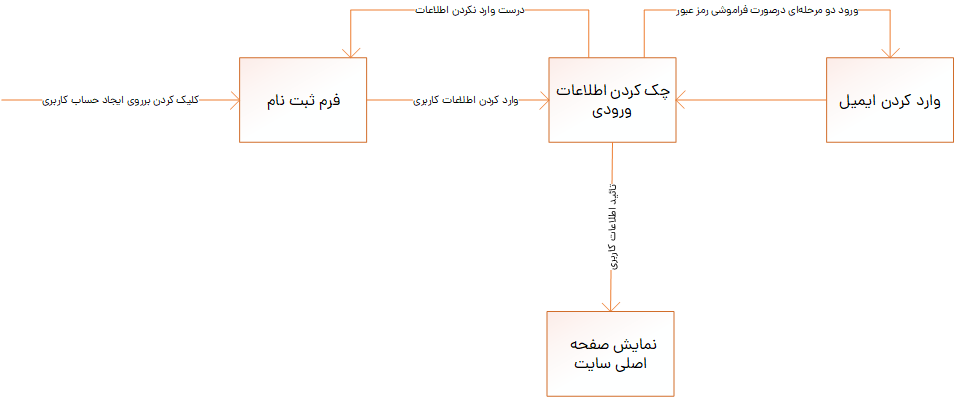 درست وارد نکردن اطلاعات
ورود دو مرحله‌ای درصورت فراموشی رمز عبور
کلیک کردن برروی ایجاد حساب کاربری
فرم ثبت نام
وارد کردن اطلاعات کاربری
چک کردن اطلاعات
ورودی
وارد کردن ایمیل
تائید اطلاعات کاربری
نمایش صفحه
اصلی سایت